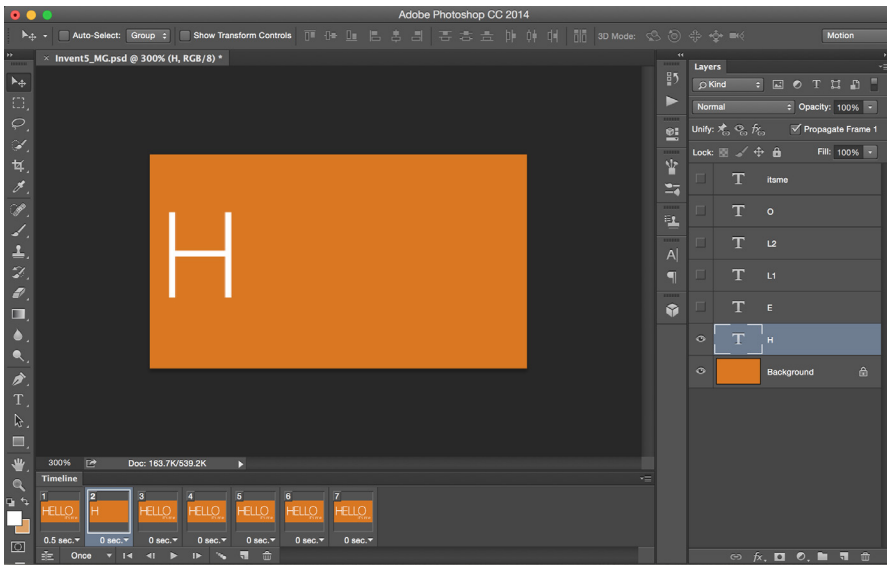 Adobe Photoshop CC 2014
Auto-Select: Group Show Transform Controls 3D Mode: Motion
× Invent5_MG.psd @ 300% (H, RGB/8) *
H
300% Doc: 163.7K/539.2K
Timeline
1 2 3 4 5 6 7
HELLO H HELLO HELLO HELLO HELLO HELLO
0.5 sec. 0 sec. 0 sec. 0 sec. 0 sec. 0 sec. 0 sec.
Once
Layers
Kind
Normal Opacity: 100%
Unify: Propagate Frame 1
Lock: Fill: 100%
T itsme
T O
T L2
T L1
T E
T H
Background